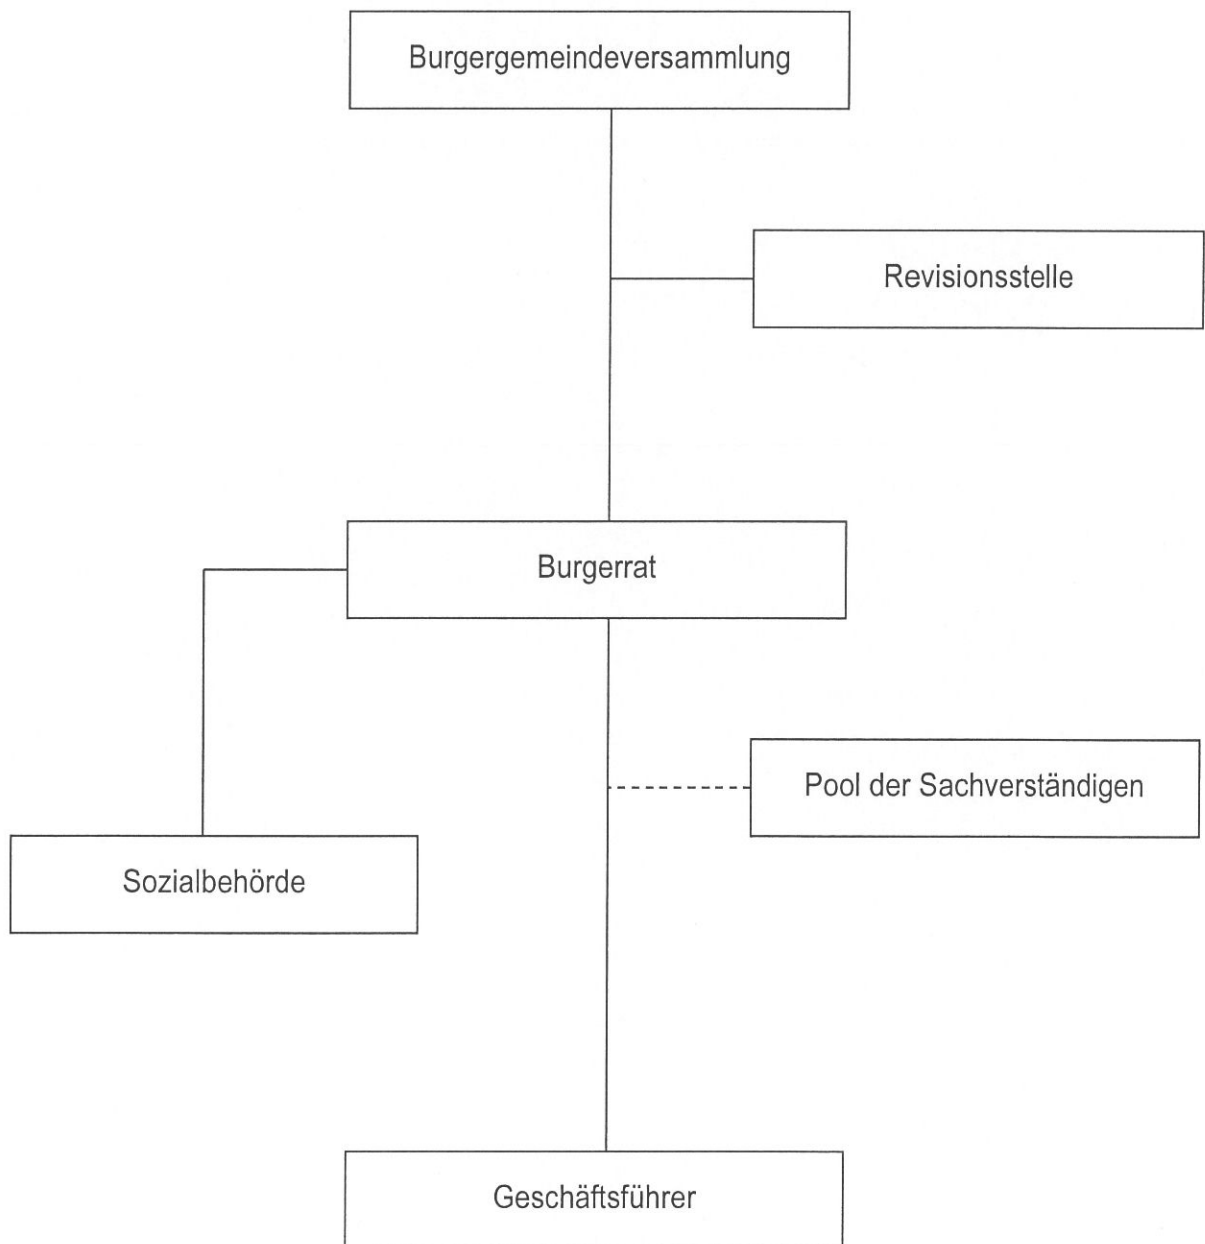 Burgergemeindeversammlung
Revisionsstelle
Burgerrat
Pool der Sachverständigen
Sozialbehörde
Geschäftsführer